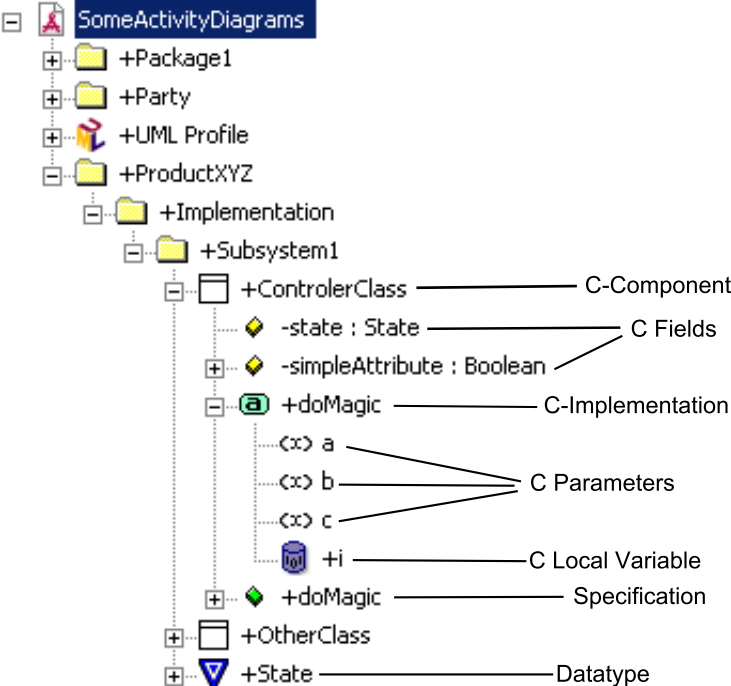 SomeActivityDiagrams
+Package1
+Party
+UML Profile
+ProductXYZ
+Implementation
+Subsystem1
+ControlerClass C-Component
-state : State C Fields
-simpleAttribute : Boolean
a +doMagic C-Implementation
(x) a
(x) b C Parameters
(x) c
+i C Local Variable
+doMagic Specification
+OtherClass
+State Datatype